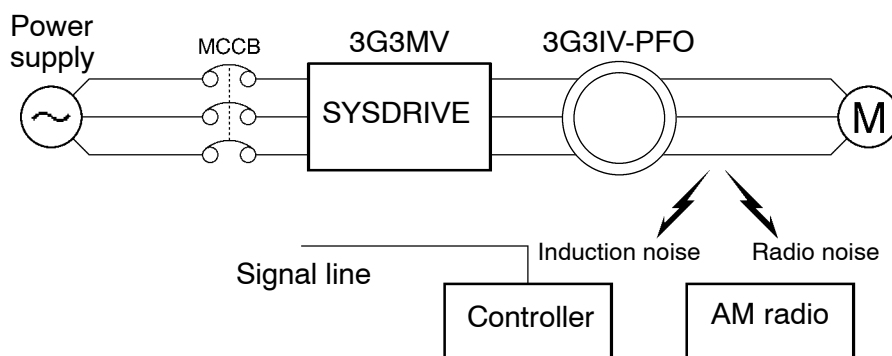 Power
supply
MCCB
3G3MV
3G3IV-PFO
SYSDRIVE
M
Induction noise
Radio noise
Signal line
Controller
AM radio